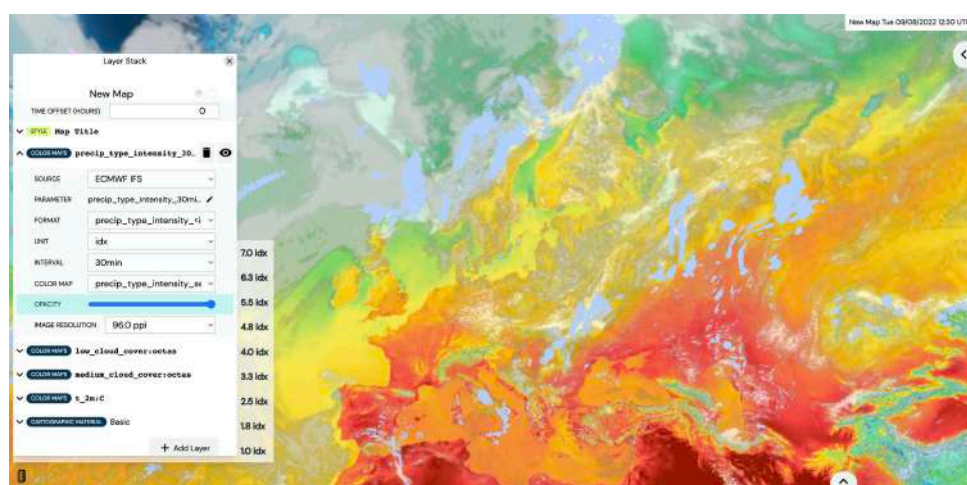 New Map Tue 09/08/2022 12:30 UTC
Layer Stack
New Map
TIME OFFSET (HOURS) 0
STYLE Map Title
COLOR MAPS precip_type_intensity_30…
SOURCE ECMWF IFS
PARAMETER precip_type_intensity_30mi…
FORMAT precip_type_intensity_<i
UNIT idx
INTERVAL 30min
COLOR MAP precip_type_intensity_se
OPACITY
IMAGE RESOLUTION 96.0 ppi
COLOR MAPS low_cloud_cover:octas
COLOR MAPS medium_cloud_cover:octas
COLOR MAPS t_2m:C
CARTOGRAPHIC MATERIAL Basic
+ Add Layer
7.0 idx
6.3 idx
5.5 idx
4.8 idx
4.0 idx
3.3 idx
2.5 idx
1.8 idx
1.0 idx